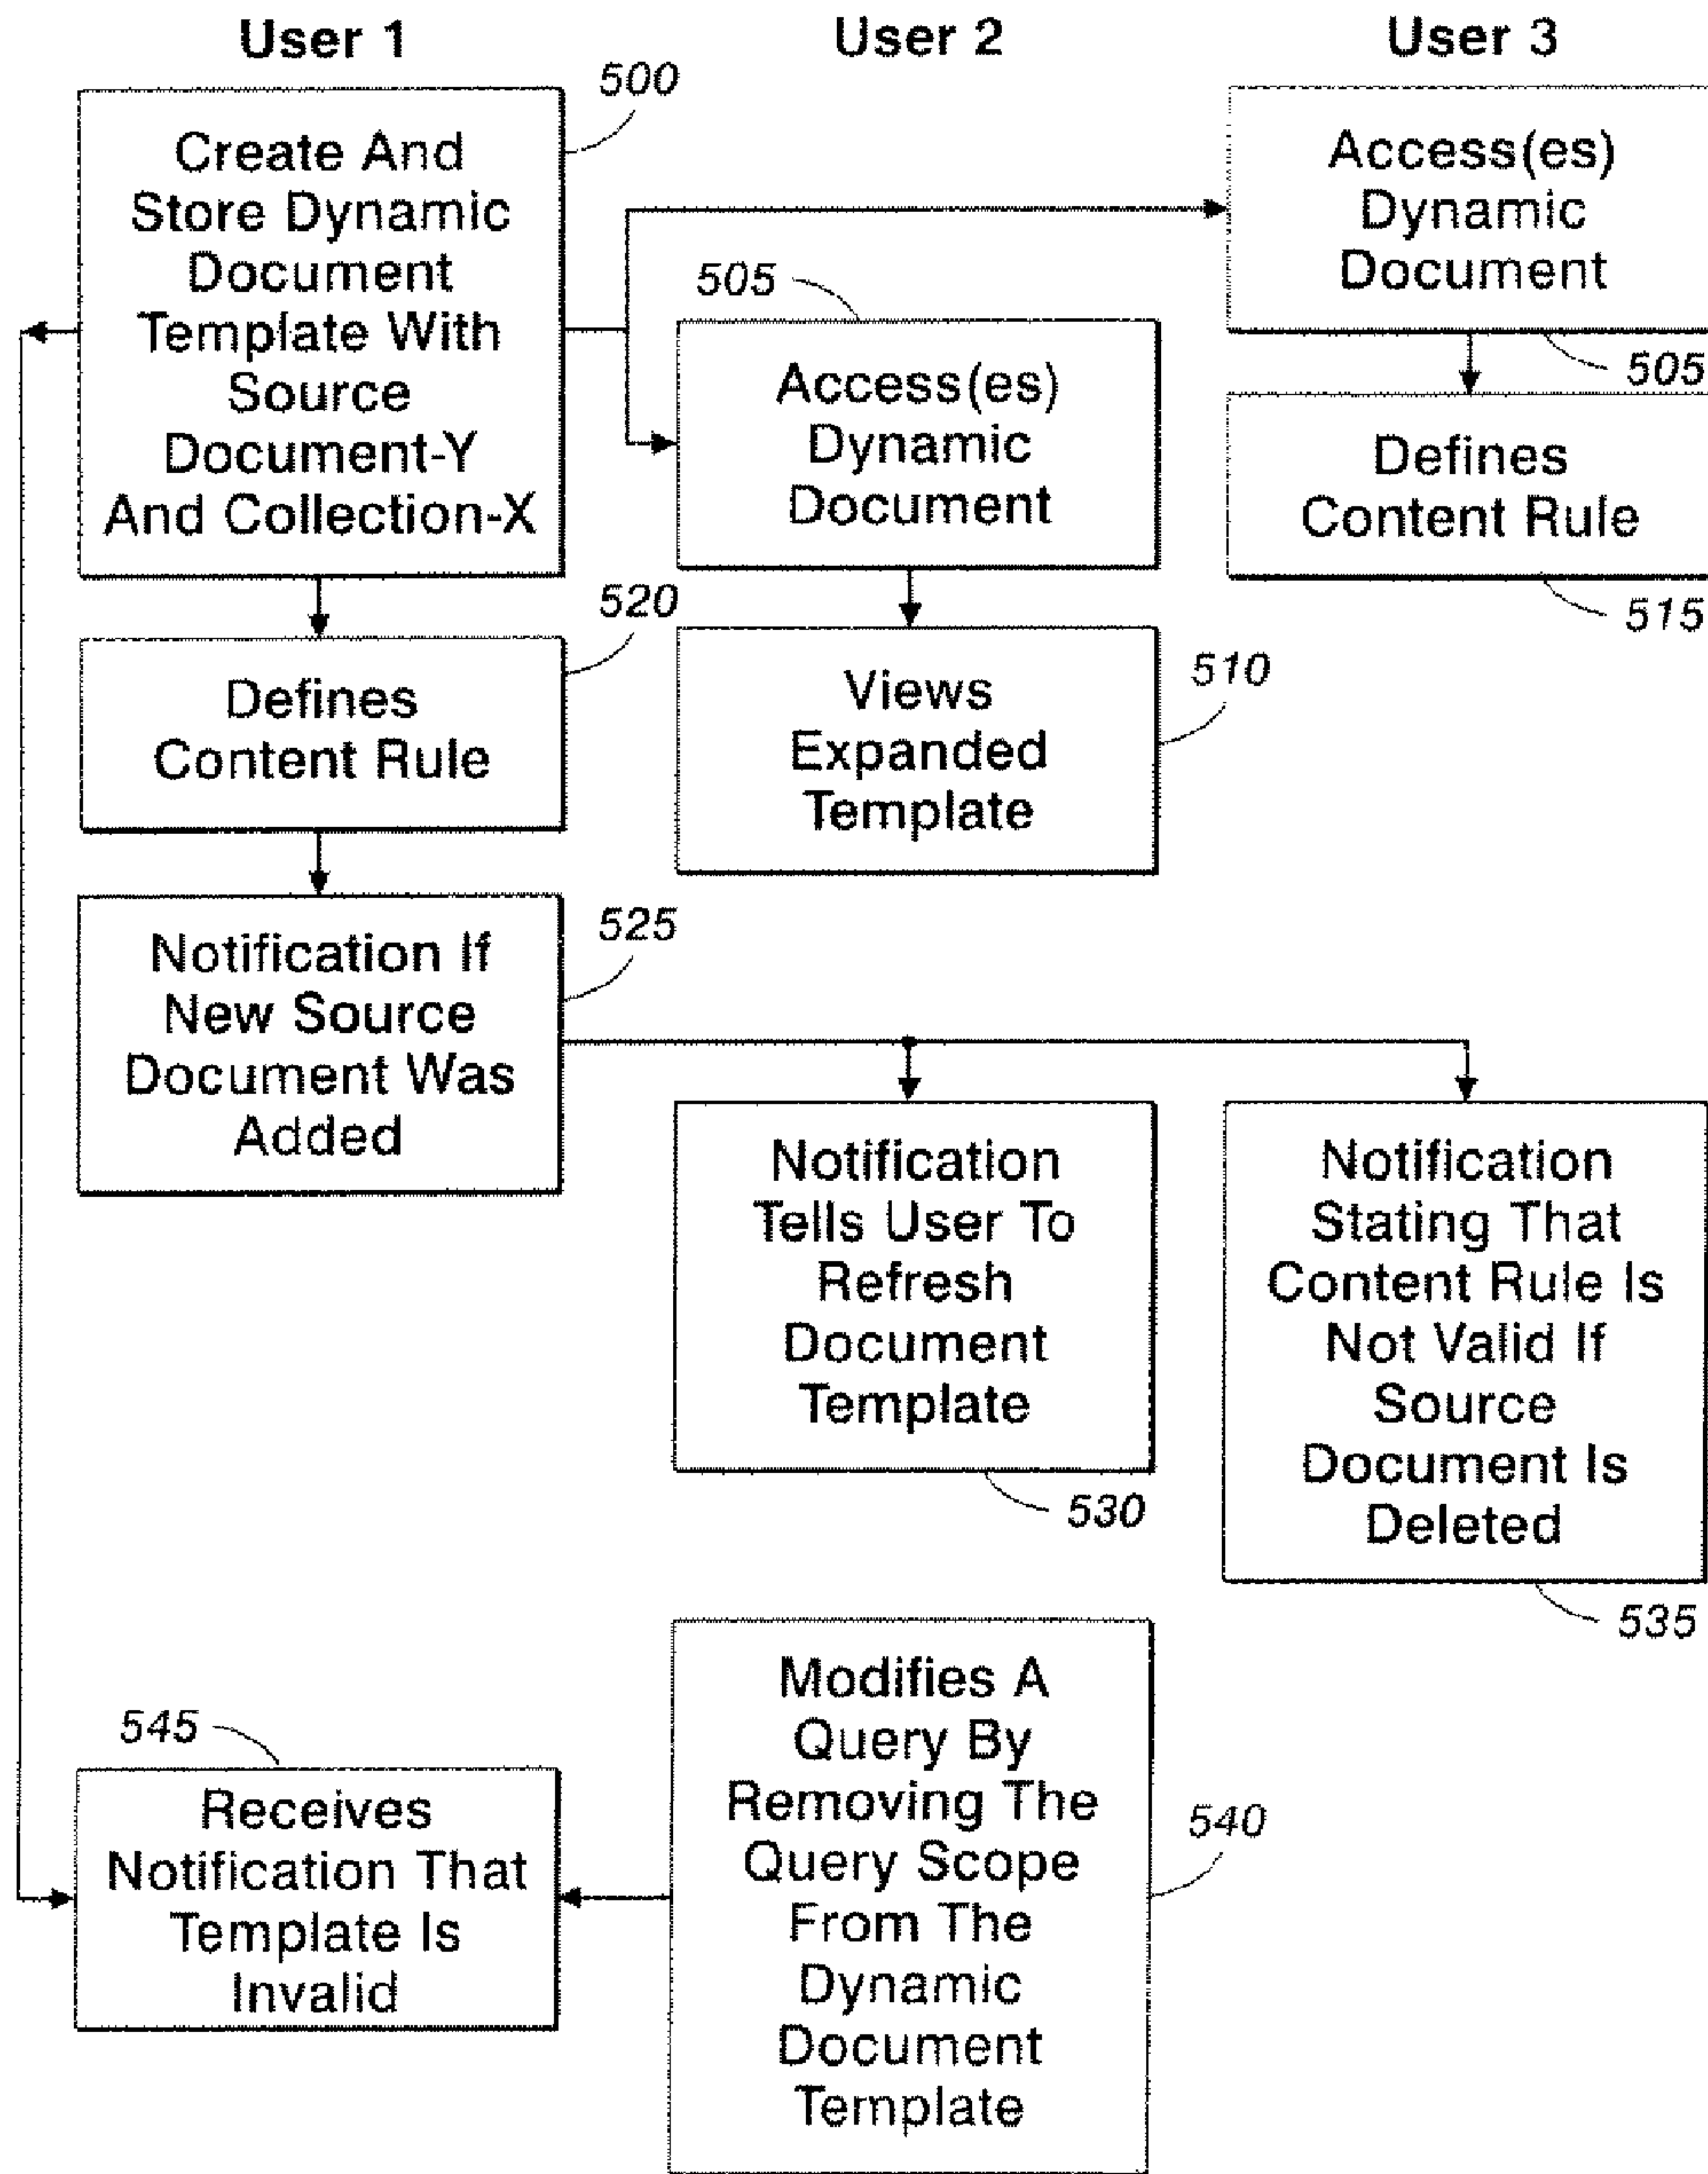 User 1
User 2
User 3
500
Create And
Store Dynamic
Document
Template With
Source
Document-Y
And Collection-X
505
Access(es)
Dynamic
Document
Access(es)
Dynamic
Document
505
Defines
Content Rule
515
520
Defines
Content Rule
Views
Expanded
Template
510
Notification If
New Source
Document Was
Added
525
Notification
Tells User To
Refresh
Document
Template
530
Notification
Stating That
Content Rule Is
Not Valid If
Source
Document Is
Deleted
535
545
Receives
Notification That
Template Is
Invalid
Modifies A
Query By
Removing The
Query Scope
From The
Dynamic
Document
Template
540